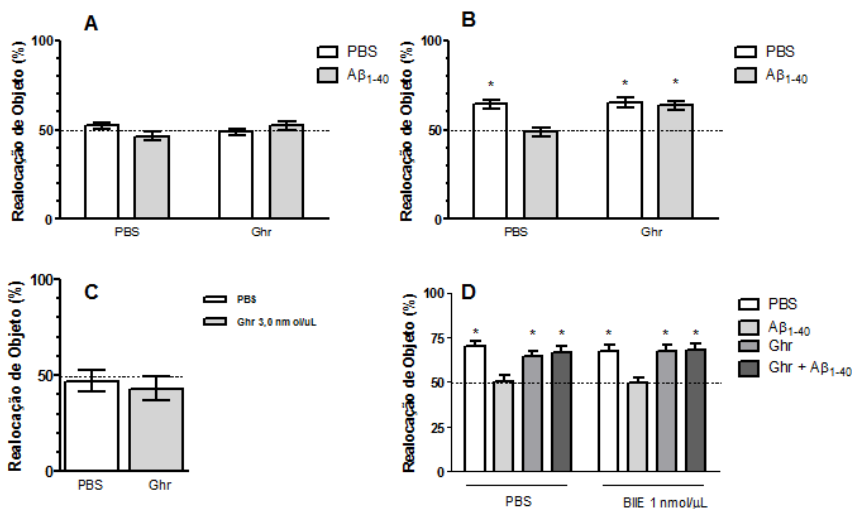 A
PBS
Aβ1-40
Realocação de Objeto (%)
100
50
0
PBS
Ghr
B
PBS
Aβ1-40
Realocação de Objeto (%)
100
50
0
* * *
PBS
Ghr
C
PBS
Ghr 3,0 nm ol/uL
Realocação de Objeto (%)
100
50
0
PBS
Ghr
D
PBS
Aβ1-40
Ghr
Ghr + Aβ1-40
Realocação de Objeto (%)
100
75
50
25
0
* * * * * *
PBS
BIIE 1 nmol/µL